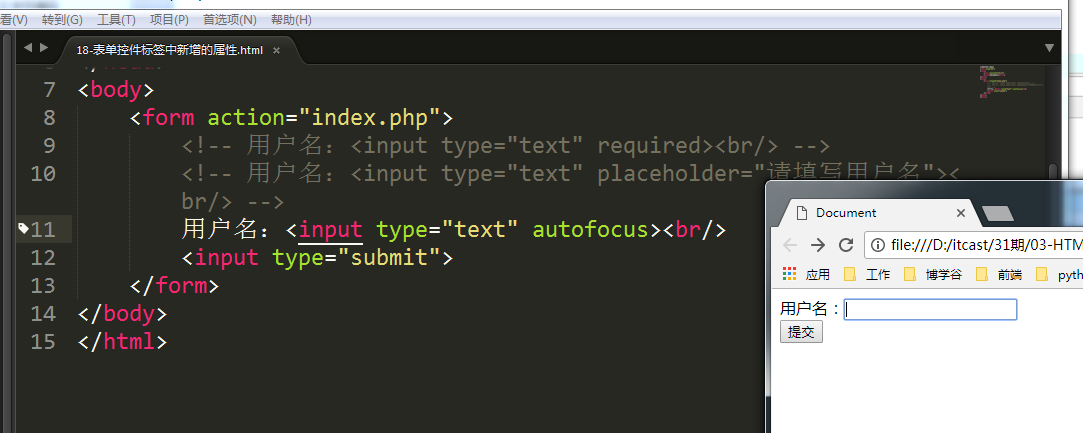 看(V) 转到(G) 工具(T) 项目(P) 首选项(N) 帮助(H)
18-表单控件标签中新增的属性.html ×
7 <body>
8 <form action="index.php">
9 <!-- 用户名：<input type="text" required><br/> -->
10 <!-- 用户名：<input type="text" placeholder="请填写用户名"><
br/> -->
11 用户名：<input type="text" autofocus><br/>
12 <input type="submit">
13 </form>
14 </body>
15 </html>
Document ×
file:///D:/itcast/31期/03-HTM
应用 工作 博学谷 前端 pyth
用户名：
提交